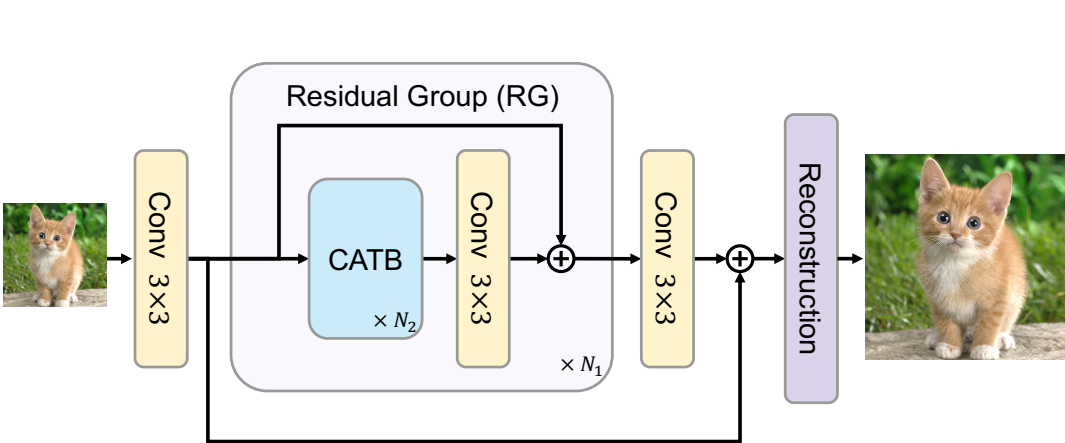 Residual Group (RG)
Conv 3×3
CATB
× N₂
Conv 3×3
× N₁
Conv 3×3
Reconstruction